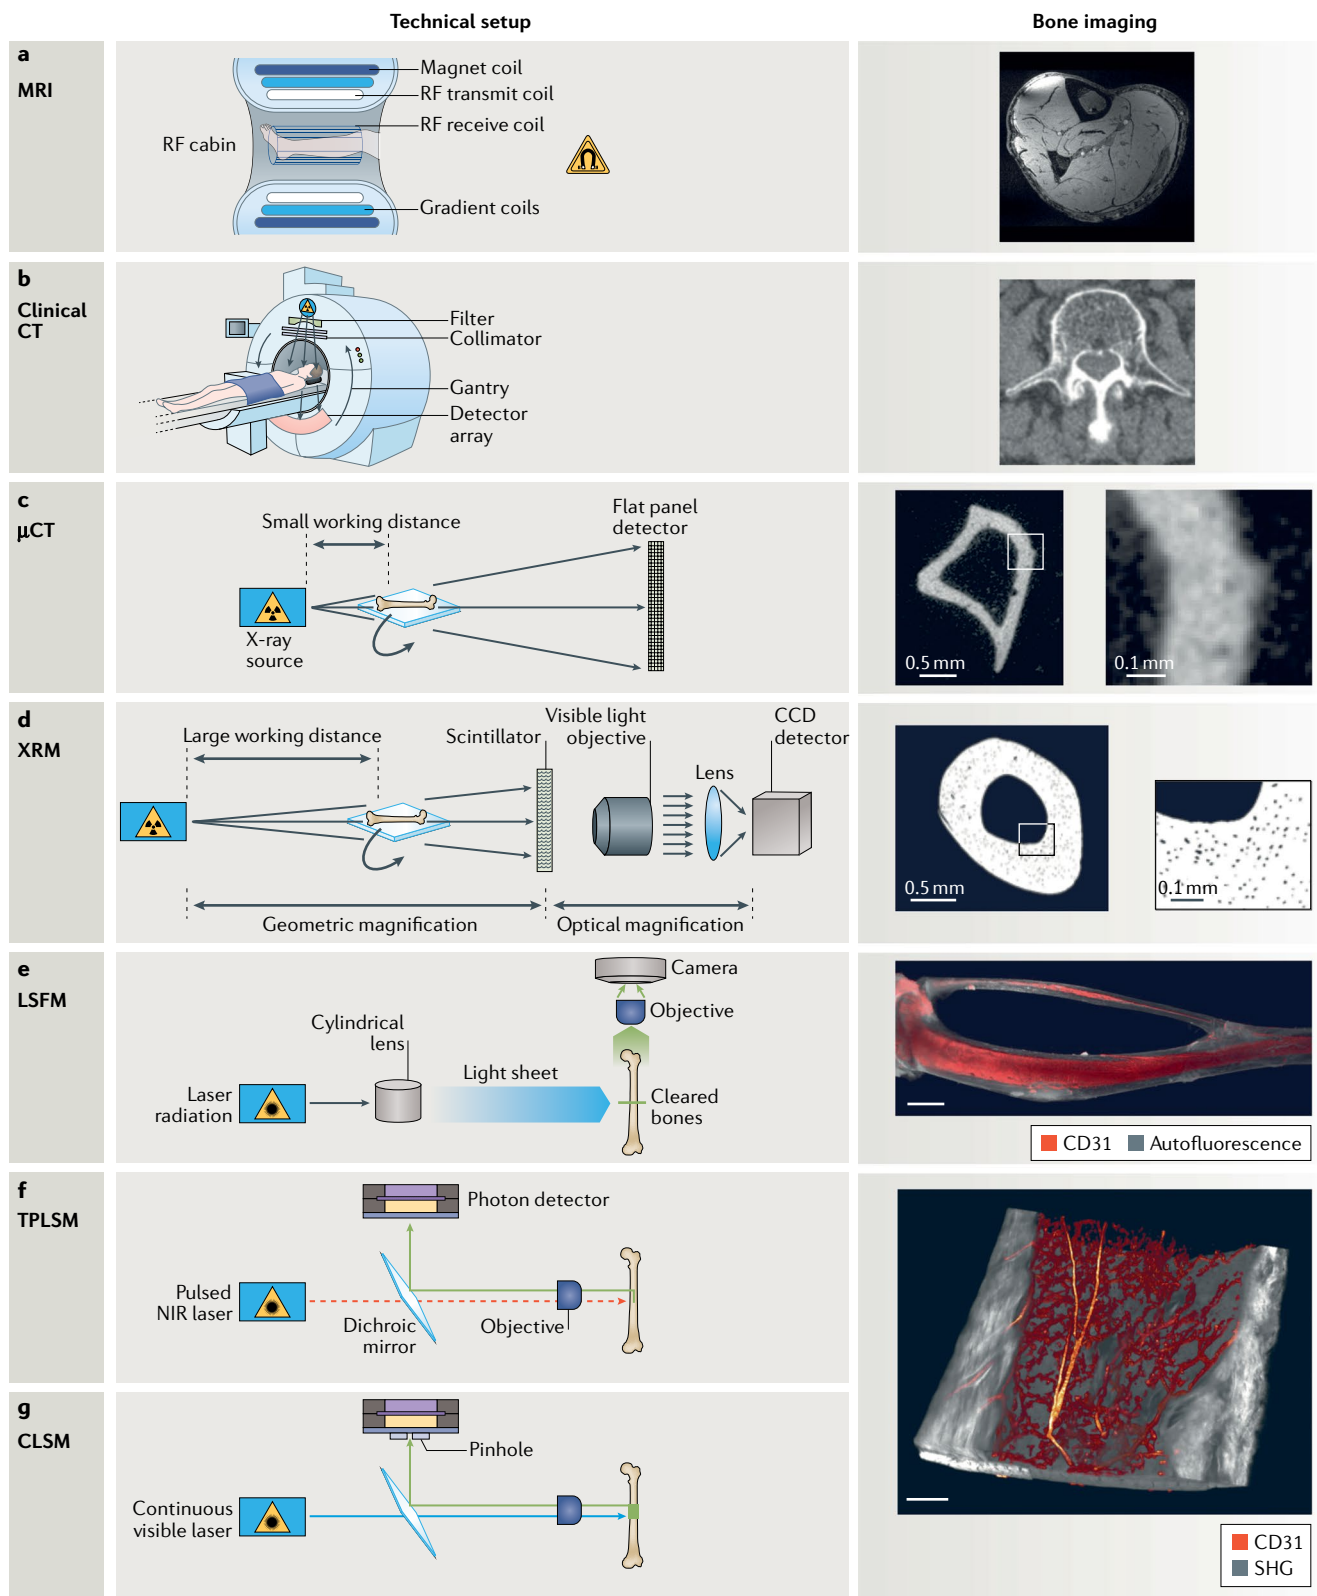 Technical setup
Bone imaging
a
MRI
Magnet coil
RF transmit coil
RF receive coil
RF cabin
Gradient coils
b
Clinical
CT
Filter
Collimator
Gantry
Detector
array
c
μCT
Small working distance
Flat panel
detector
X-ray
source
0.5 mm
0.1 mm
d
XRM
Large working distance
Scintillator
Visible light
objective
Lens
CCD
detector
Geometric magnification
Optical magnification
0.5 mm
0.1 mm
e
LSFM
Camera
Objective
Cylindrical
lens
Light sheet
Laser
radiation
Cleared
bones
CD31
Autofluorescence
f
TPLSM
Photon detector
Pulsed
NIR laser
Dichroic
mirror
Objective
g
CLSM
Pinhole
Continuous
visible laser
CD31
SHG